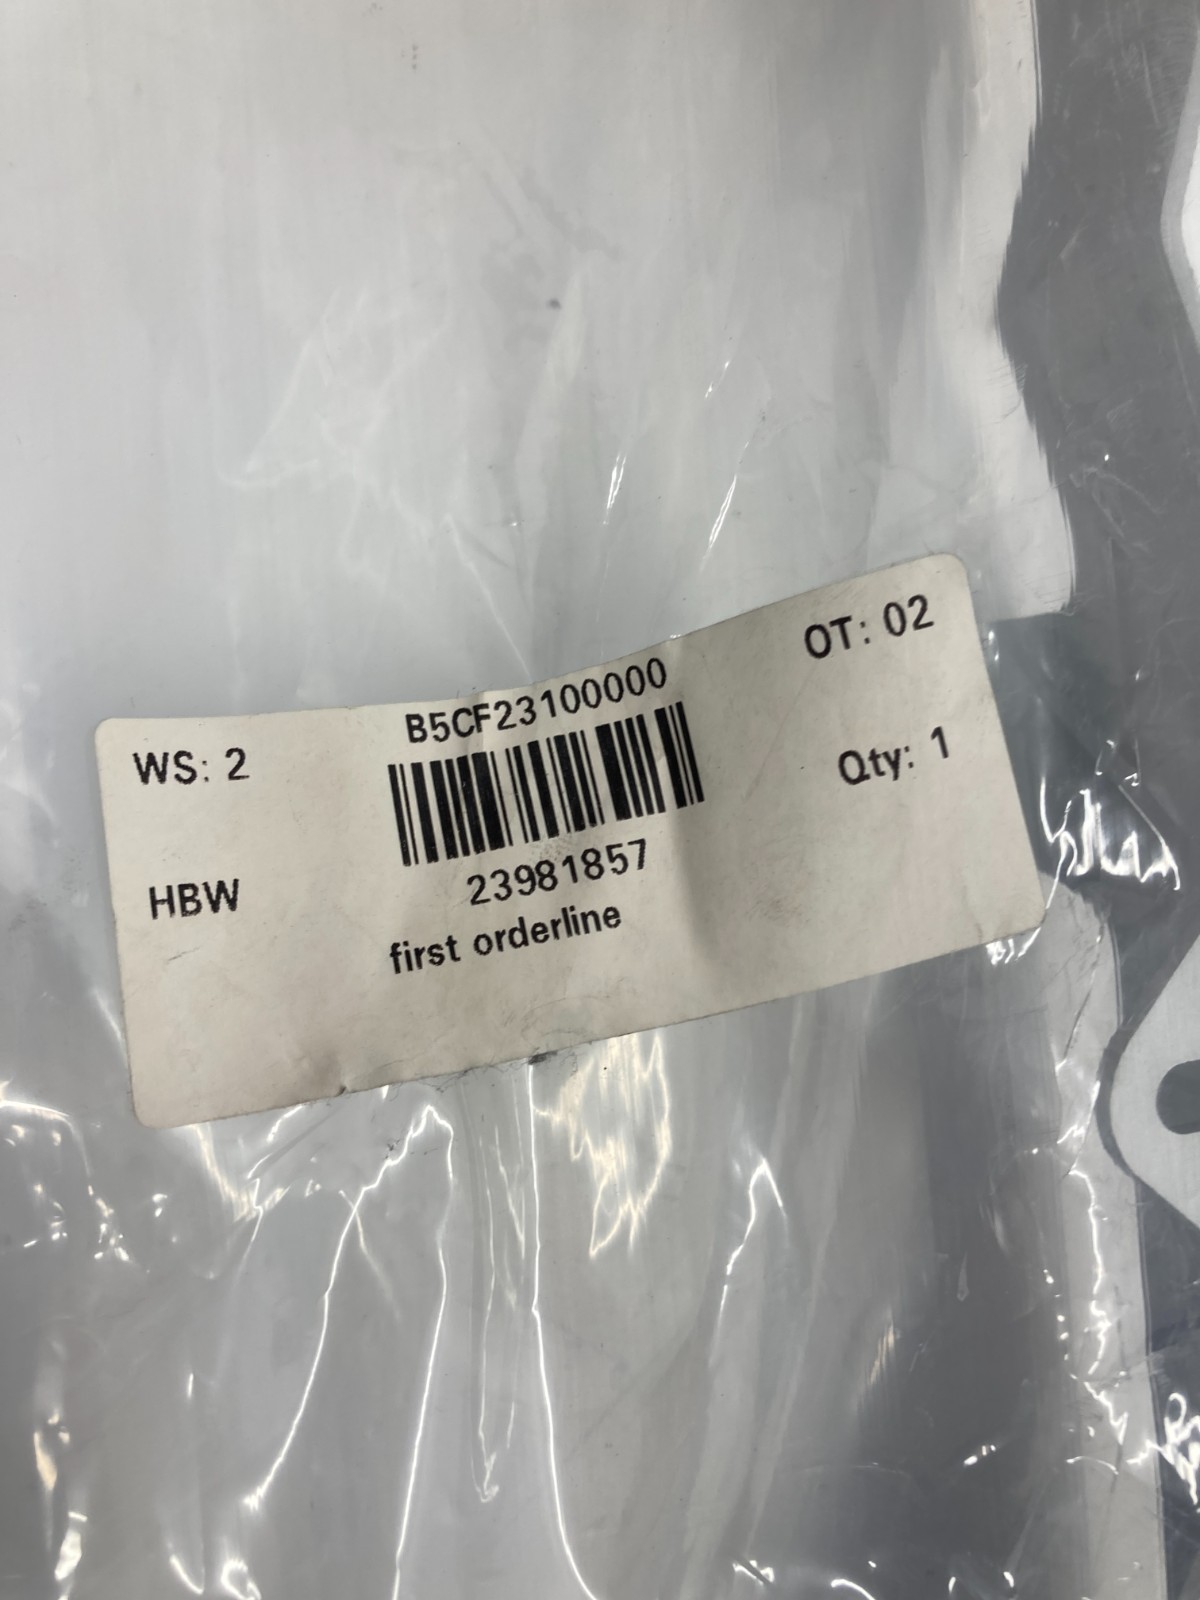 OT: 02
B5CF23100000
WS: 2
Qty: 1
HBW
23981857
first orderline